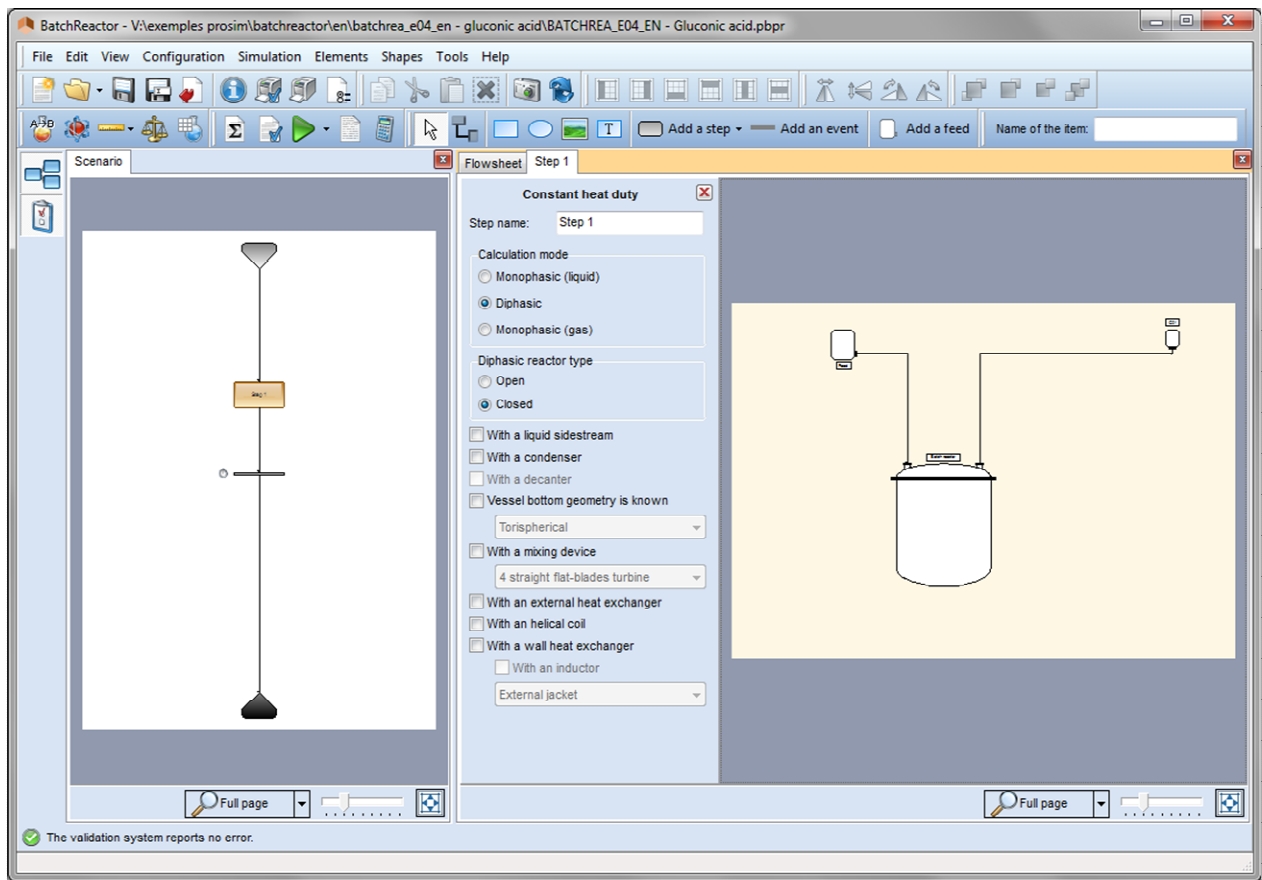 BatchReactor - V:\exemples prosim\batchreactor\en\batchrea_e04_en - gluconic acid\BATCHREA_E04_EN - Gluconic acid.pbpr
File Edit View Configuration Simulation Elements Shapes Tools Help
Add a step Add an event Add a feed Name of the item:
Scenario
Flowsheet Step 1
Constant heat duty
Step name: Step 1
Calculation mode
Monophasic (liquid)
Diphasic
Monophasic (gas)
Diphasic reactor type
Open
Closed
With a liquid sidestream
With a condenser
With a decanter
Vessel bottom geometry is known
Torispherical
With a mixing device
4 straight flat-blades turbine
With an external heat exchanger
With an helical coil
With a wall heat exchanger
With an inductor
External jacket
Step 1
Full page
Full page
The validation system reports no error.